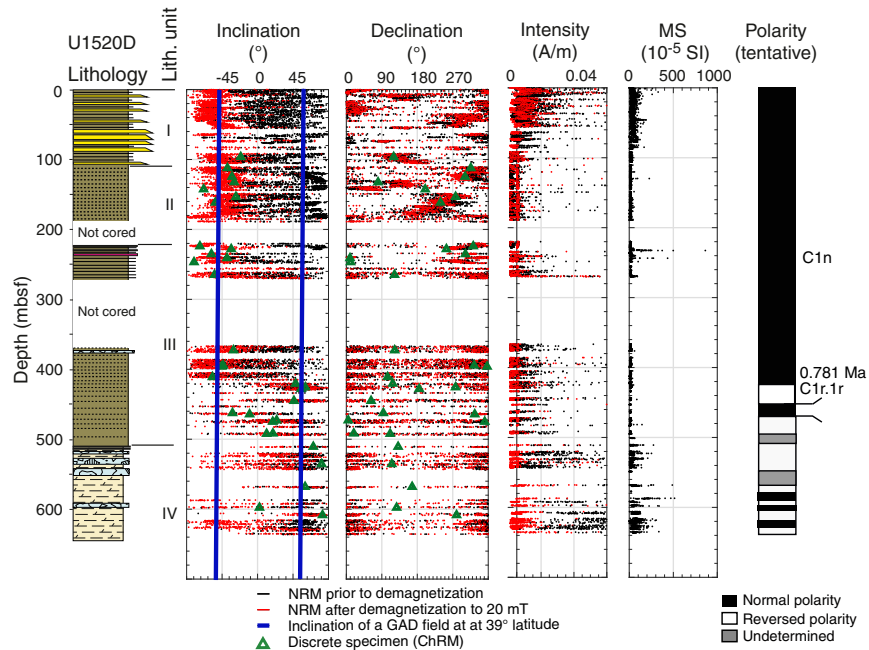 U1520D
Lithology
Lith. unit
Inclination
(°)
Declination
(°)
Intensity
(A/m)
MS
(10-5 SI)
Polarity
(tentative)
-45 0 45
0 90 180 270
0 0.04
0 500 1000
Depth (mbsf)
0
100
200
300
400
500
600
Not cored
Not cored
I
II
III
IV
C1n
0.781 Ma
C1r.1r
NRM prior to demagnetization
NRM after demagnetization to 20 mT
Inclination of a GAD field at at 39° latitude
Discrete specimen (ChRM)
Normal polarity
Reversed polarity
Undetermined